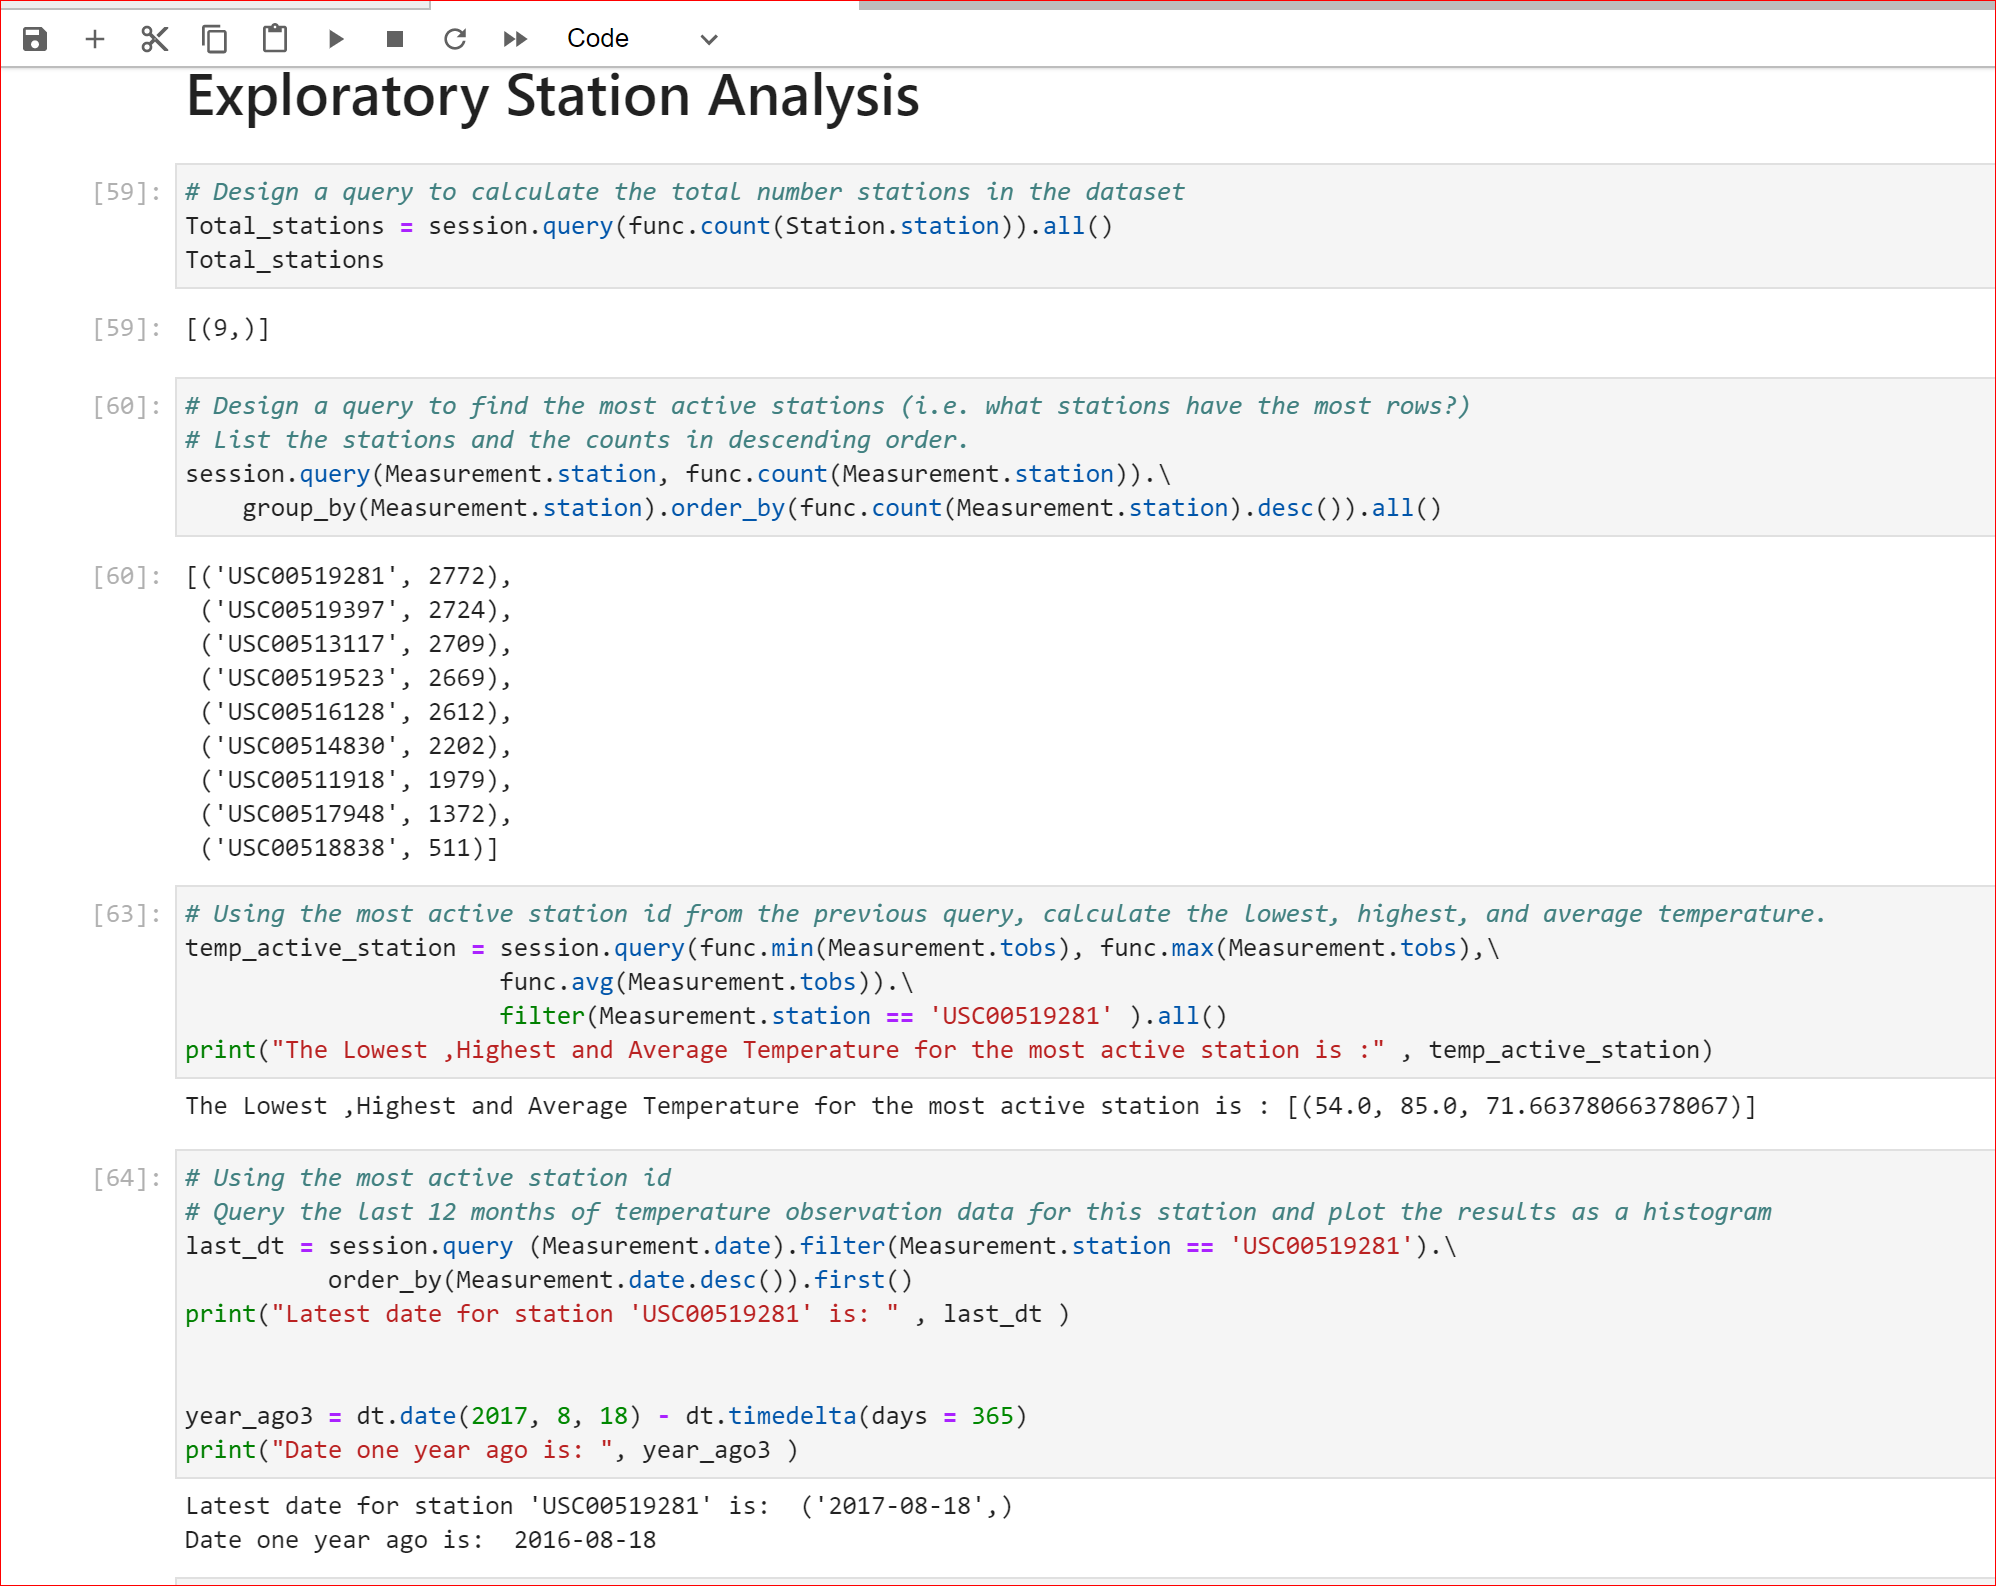 Code
Exploratory Station Analysis
[59]: # Design a query to calculate the total number stations in the dataset
Total_stations = session.query(func.count(Station.station)).all()
Total_stations
[59]: [(9,)]
[60]: # Design a query to find the most active stations (i.e. what stations have the most rows?)
# List the stations and the counts in descending order.
session.query(Measurement.station, func.count(Measurement.station)).\
    group_by(Measurement.station).order_by(func.count(Measurement.station).desc()).all()
[60]: [('USC00519281', 2772),
 ('USC00519397', 2724),
 ('USC00513117', 2709),
 ('USC00519523', 2669),
 ('USC00516128', 2612),
 ('USC00514830', 2202),
 ('USC00511918', 1979),
 ('USC00517948', 1372),
 ('USC00518838', 511)]
[63]: # Using the most active station id from the previous query, calculate the lowest, highest, and average temperature.
temp_active_station = session.query(func.min(Measurement.tobs), func.max(Measurement.tobs),\
                      func.avg(Measurement.tobs)).\
                      filter(Measurement.station == 'USC00519281' ).all()
print("The Lowest ,Highest and Average Temperature for the most active station is :" , temp_active_station)
The Lowest ,Highest and Average Temperature for the most active station is : [(54.0, 85.0, 71.66378066378067)]
[64]: # Using the most active station id
# Query the last 12 months of temperature observation data for this station and plot the results as a histogram
last_dt = session.query (Measurement.date).filter(Measurement.station == 'USC00519281').\
          order_by(Measurement.date.desc()).first()
print("Latest date for station 'USC00519281' is: " , last_dt )
year_ago3 = dt.date(2017, 8, 18) - dt.timedelta(days = 365)
print("Date one year ago is: ", year_ago3 )
Latest date for station 'USC00519281' is:  ('2017-08-18',)
Date one year ago is:  2016-08-18